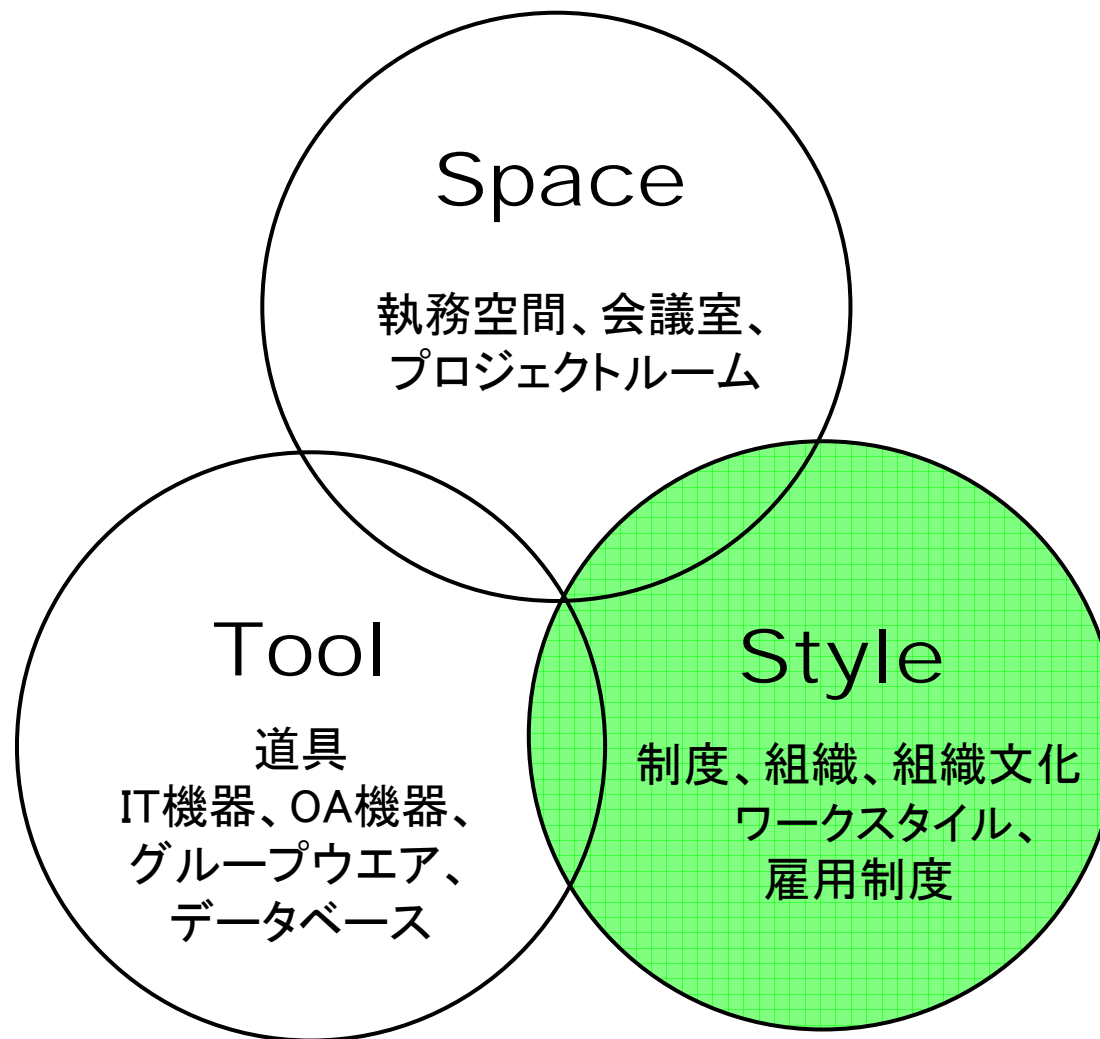 Space
執務空間、会議室、
プロジェクトルーム
Tool
道具
IT機器、OA機器、
グループウエア、
データベース
Style
制度、組織、組織文化
ワークスタイル、
雇用制度